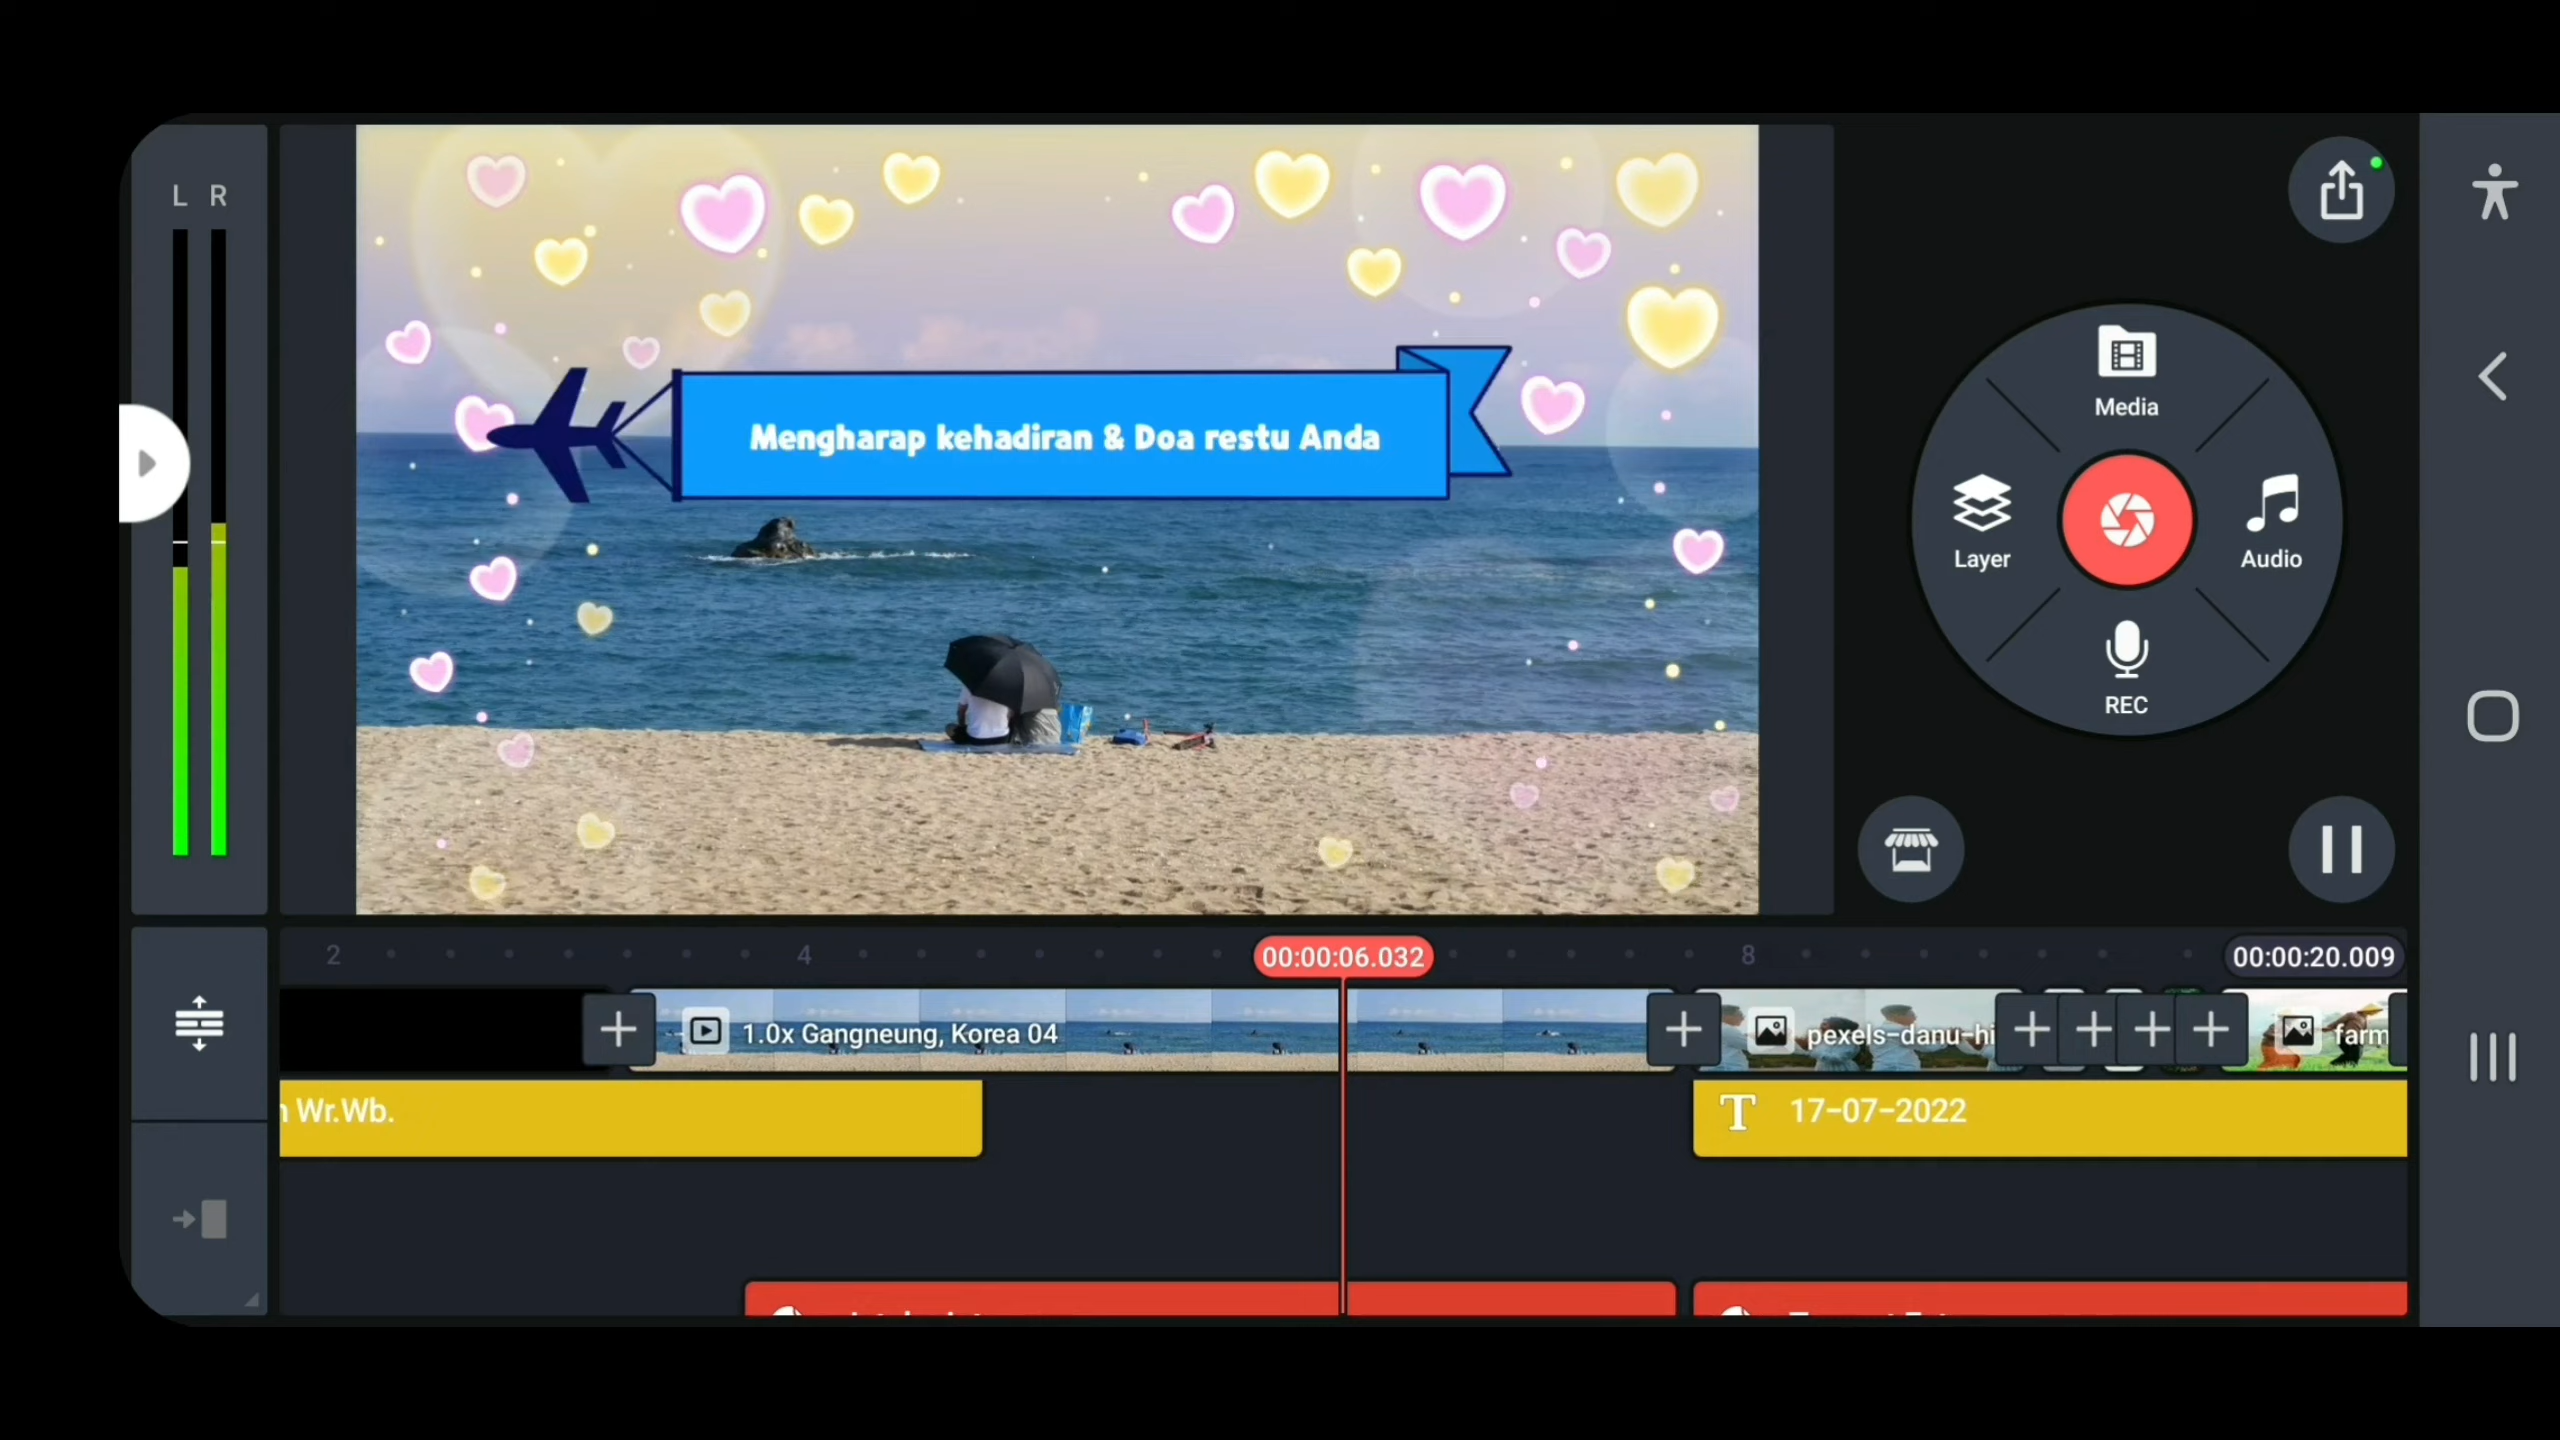 L R
Mengharap kehadiran & Doa restu Anda
Media
Layer
Audio
REC
2
4
00:00:06.032
8
00:00:20.009
1.0x Gangneung, Korea 04
pexels-danu-hi
farm
Wr.Wb.
17-07-2022